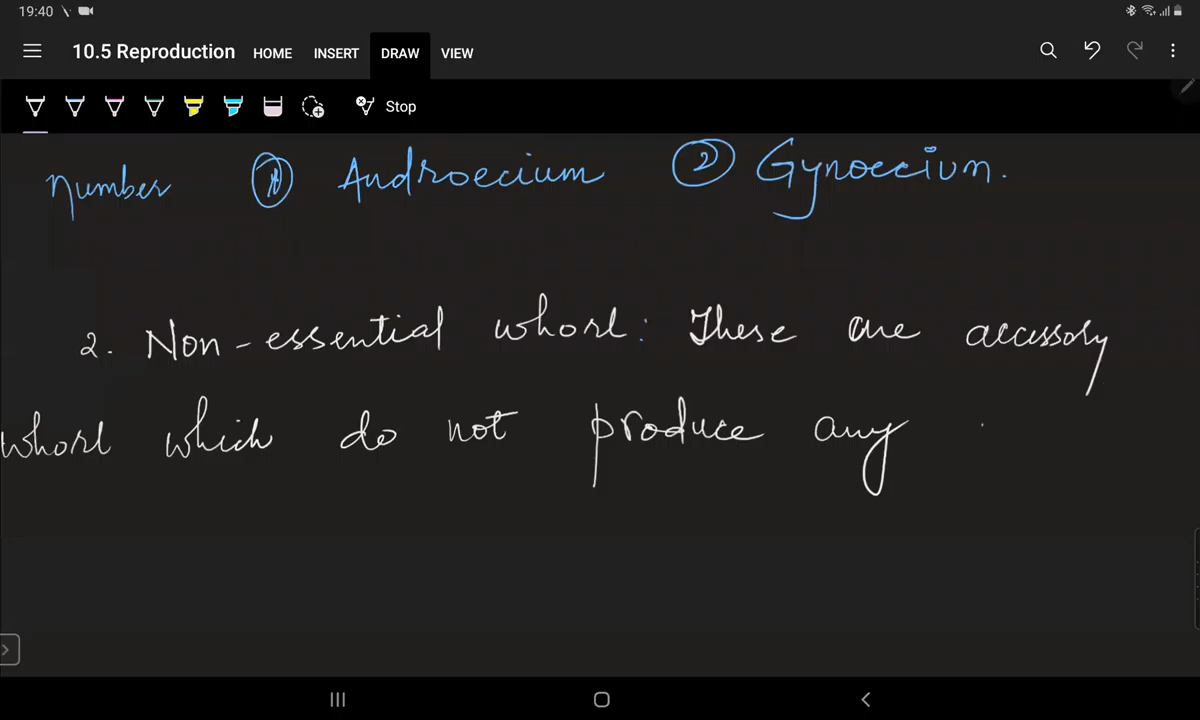 19:40
10.5 Reproduction HOME INSERT DRAW VIEW
Stop
number ① Androecium ② Gynoecium.
2. Non-essential whorl: These are accessory
whorl which do not produce any